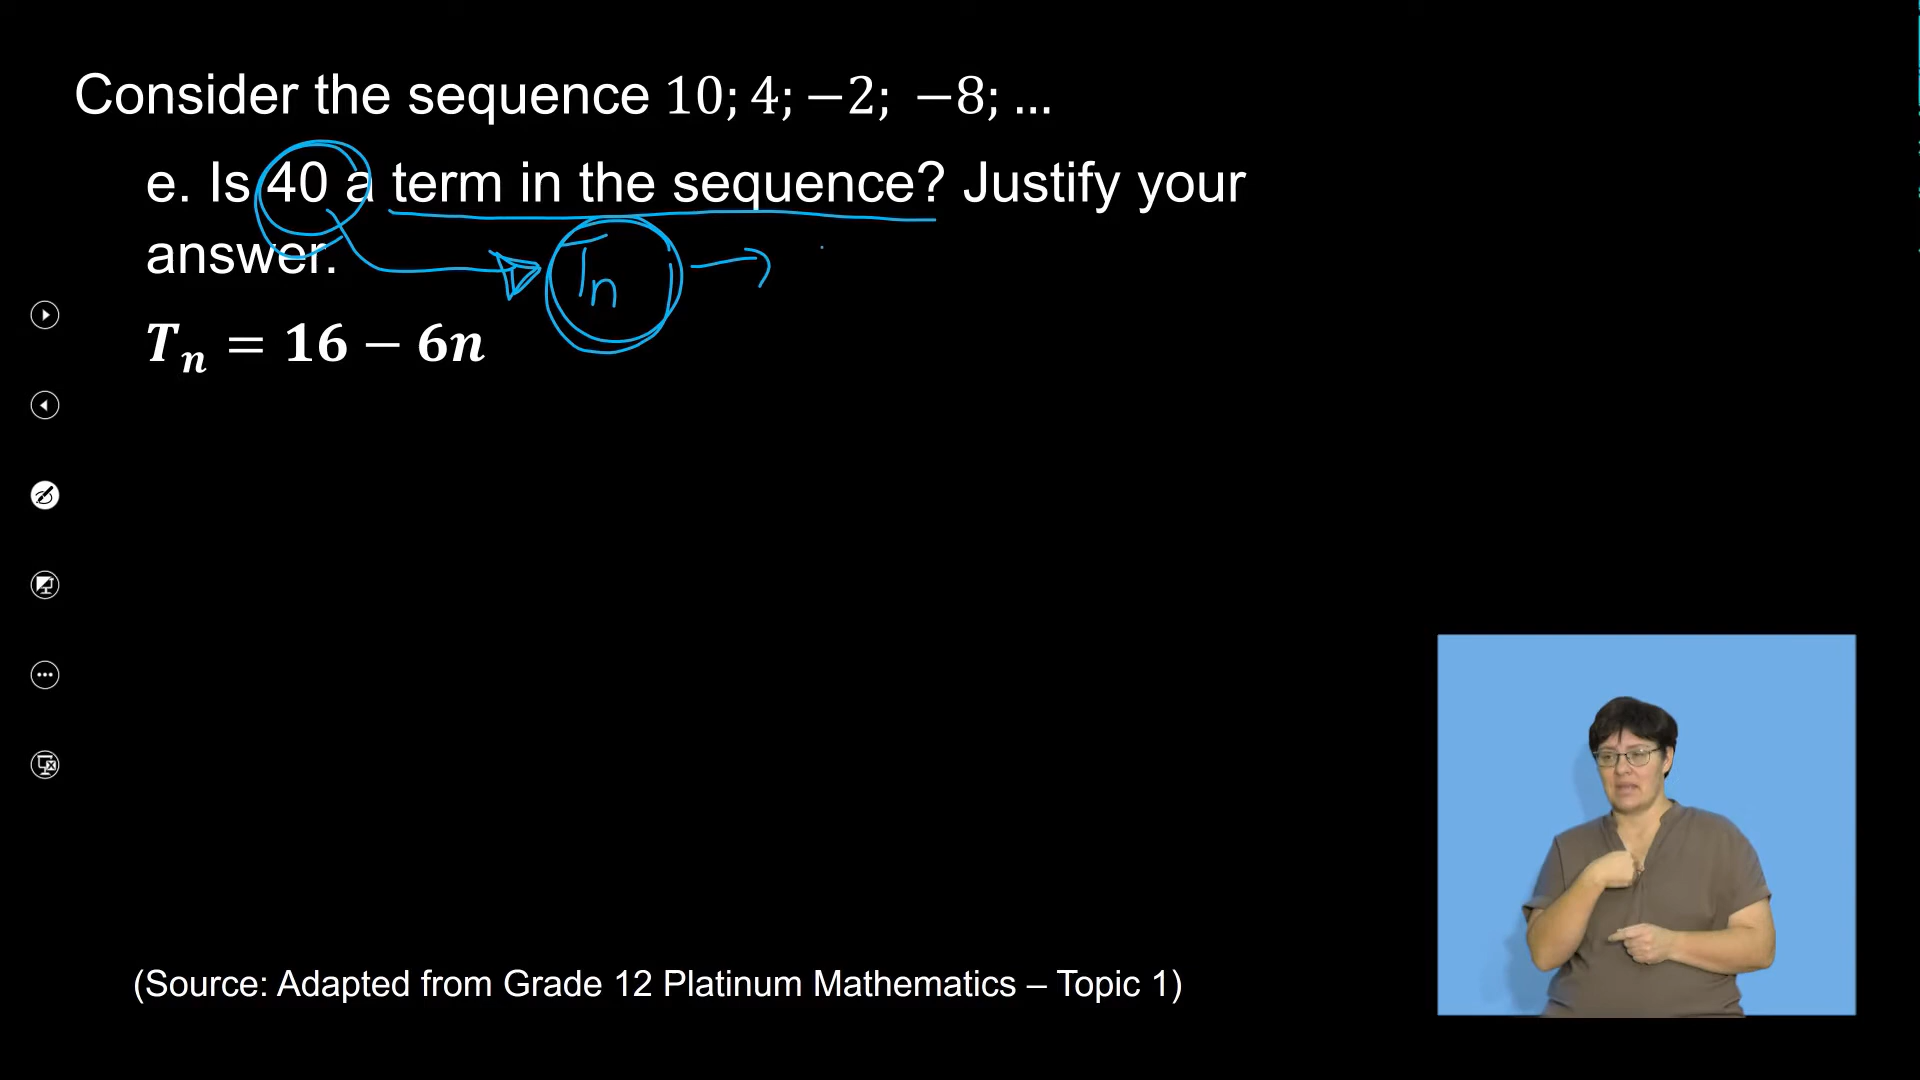 Consider the sequence 10; 4; −2; −8; ...
e. Is 40 a term in the sequence? Justify your
answer.
Tn
Tₙ = 16 − 6n
(Source: Adapted from Grade 12 Platinum Mathematics – Topic 1)